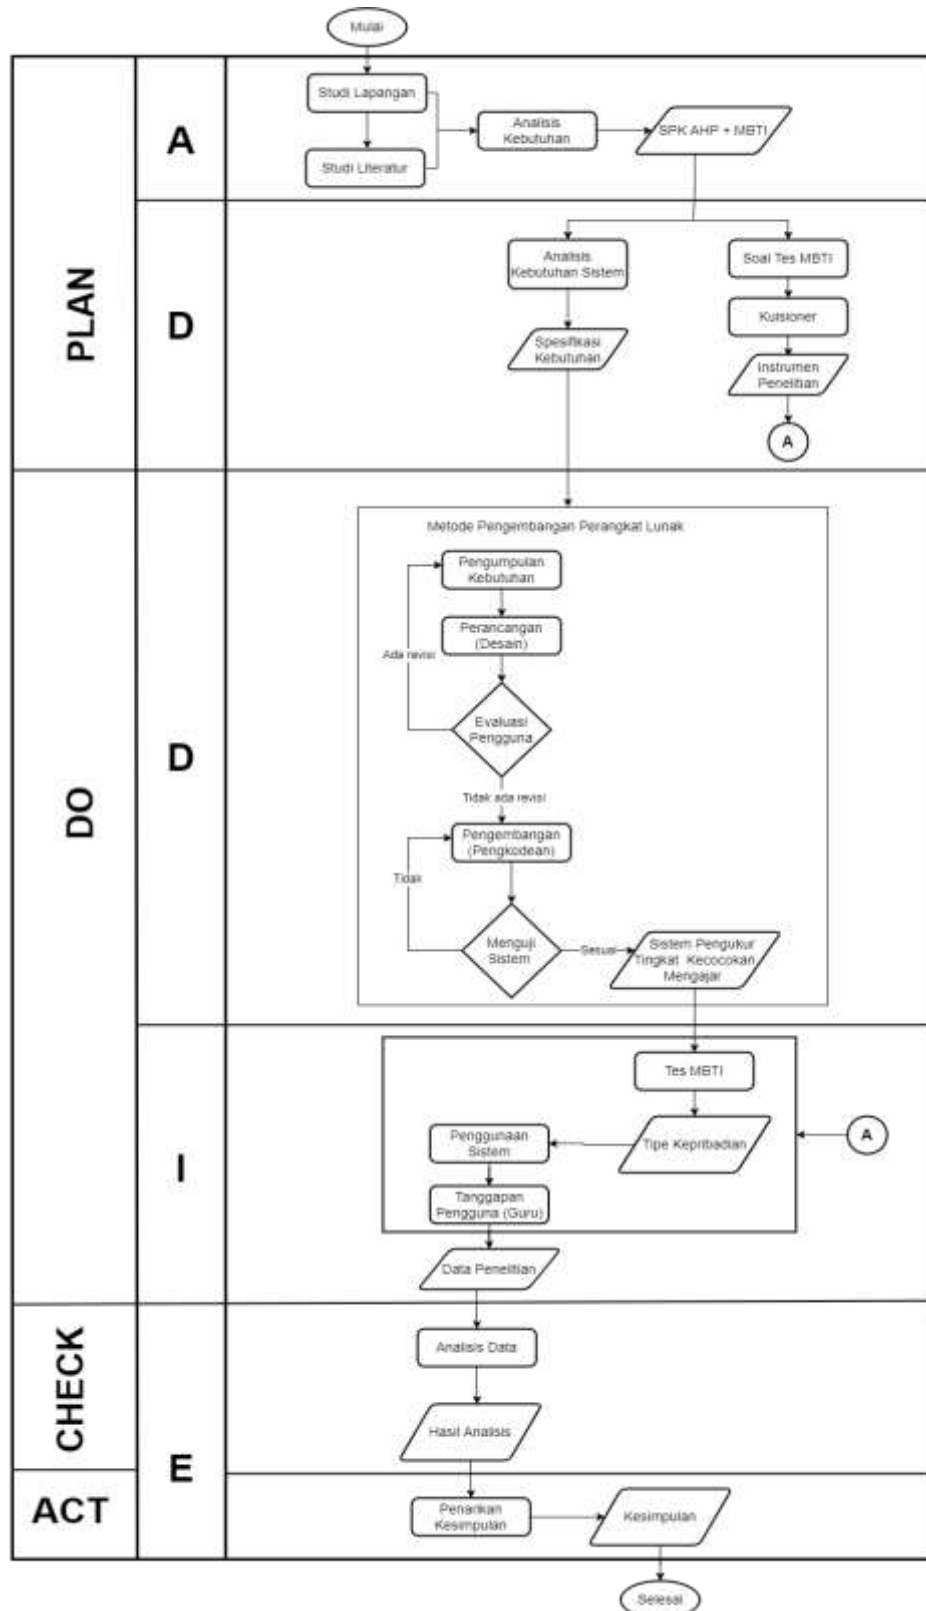 Mulai
PLAN
A
Studi Lapangan
Studi Literatur
Analisis
Kebutuhan
SPK AHP + MBTI
D
Analisis
Kebutuhan Sistem
Spesifikasi
Kebutuhan
Soal Tes MBTI
Kuisioner
Instrumen
Penelitian
A
DO
D
Metode Pengembangan Perangkat Lunak
Pengumpulan
Kebutuhan
Perancangan
(Desain)
Ada revisi
Evaluasi
Pengguna
Tidak ada revisi
Pengembangan
(Pengkodean)
Tidak
Menguji
Sistem
Sesuai
Sistem Pengukur
Tingkat Kecocokan
Mengajar
I
Tes MBTI
Tipe Kepribadian
A
Penggunaan
Sistem
Tanggapan
Pengguna (Guru)
Data Penelitian
CHECK
E
Analisis Data
Hasil Analisis
ACT
Penarikan
Kesimpulan
Kesimpulan
Selesai